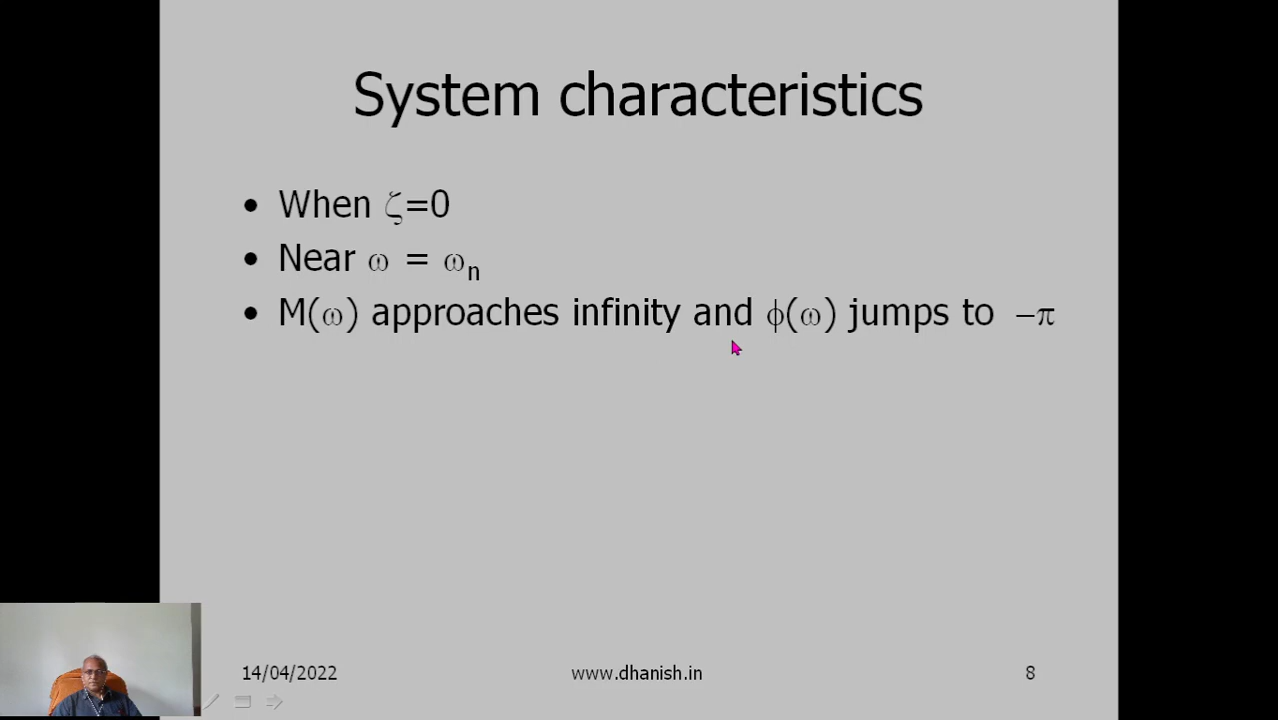 System characteristics
• When ζ=0
• Near ω = ωn
• M(ω) approaches infinity and ϕ(ω) jumps to −π
14/04/2022 www.dhanish.in 8